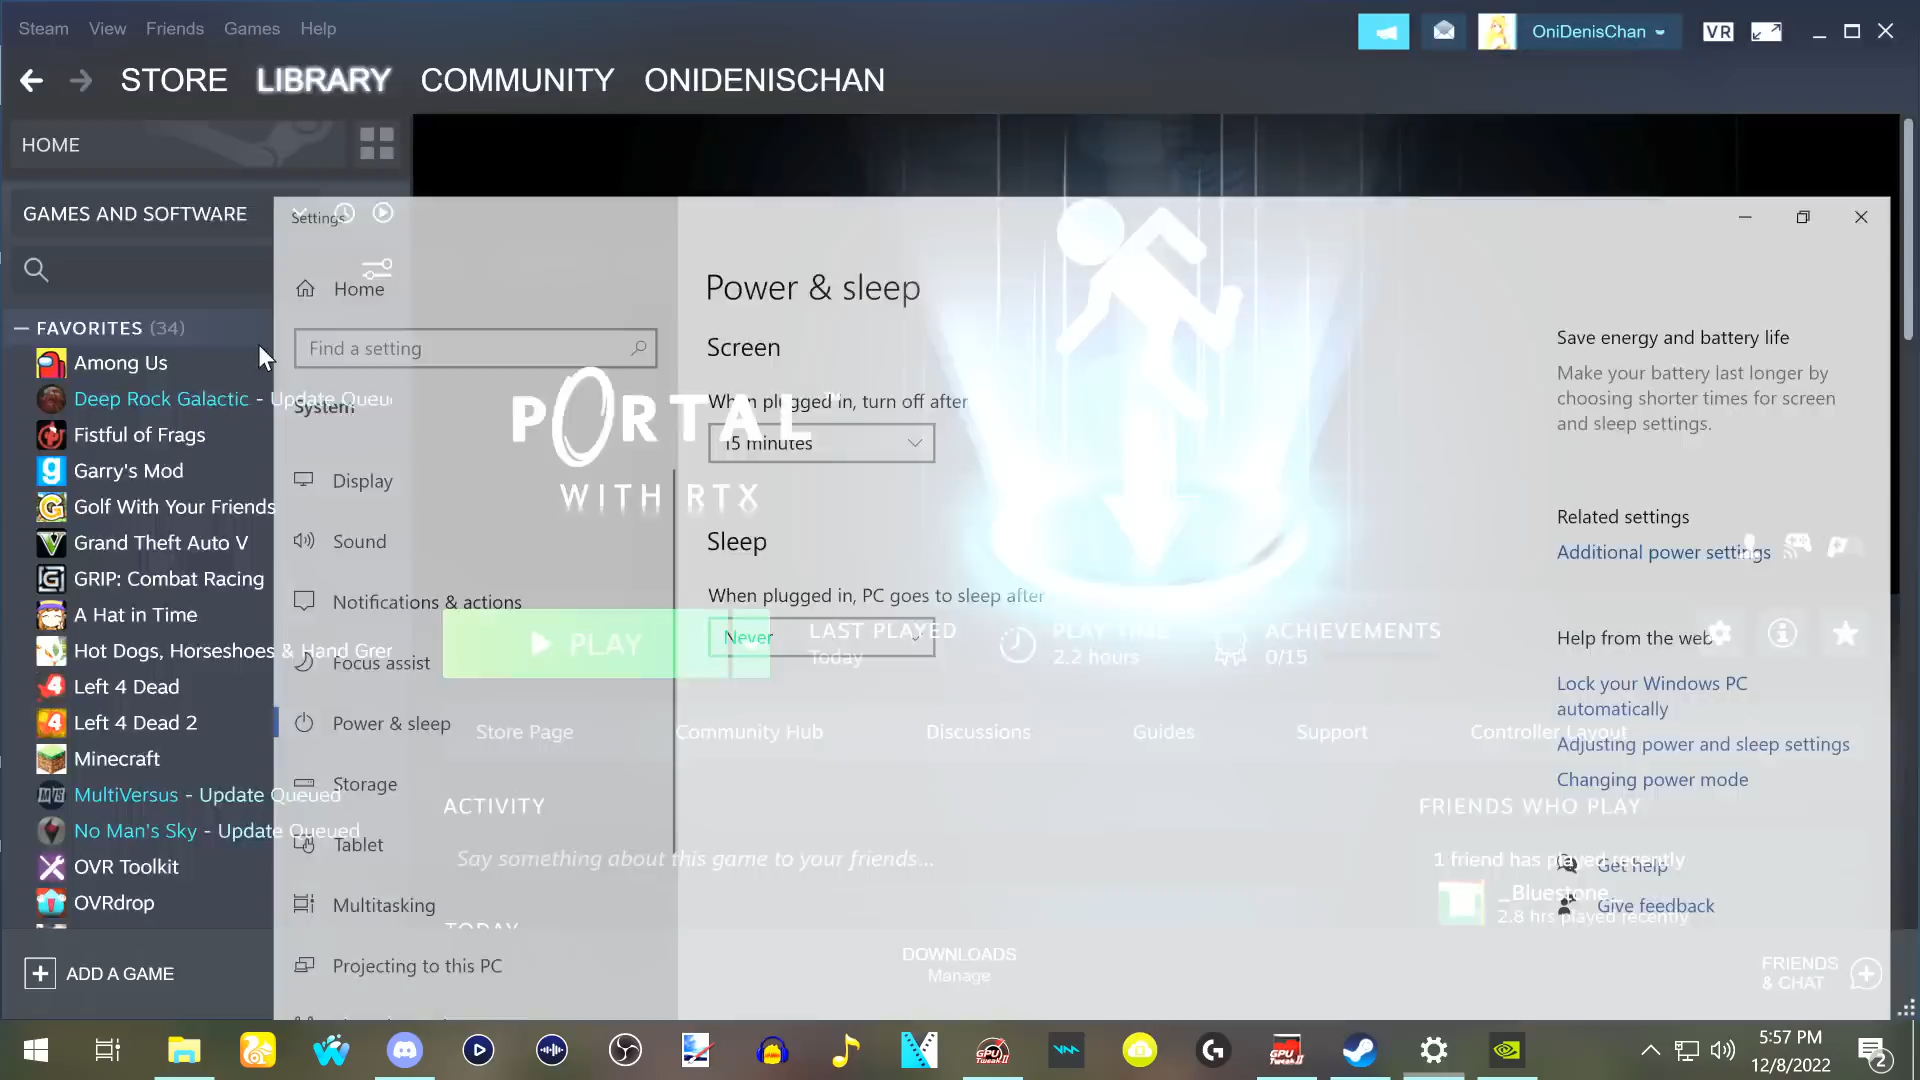 Steam View Friends Games Help
OniDenisChan
VR
STORE LIBRARY COMMUNITY ONIDENISCHAN
HOME
GAMES AND SOFTWARE
FAVORITES (34)
Among Us
Deep Rock Galactic - Update Queu
Fistful of Frags
Garry's Mod
Golf With Your Friends
Grand Theft Auto V
GRIP: Combat Racing
A Hat in Time
Hot Dogs, Horseshoes & Hand Gren
Left 4 Dead
Left 4 Dead 2
Minecraft
MultiVersus - Update Queued
No Man's Sky - Update Queued
OVR Toolkit
OVRdrop
ADD A GAME
Settings
Home
Find a setting
System
Display
Sound
Notifications & actions
Focus assist
Power & sleep
Storage
Tablet
Multitasking
Projecting to this PC
Power & sleep
Screen
When plugged in, turn off after
15 minutes
Sleep
When plugged in, PC goes to sleep after
Never
Save energy and battery life
Make your battery last longer by
choosing shorter times for screen
and sleep settings.
Related settings
Additional power settings
Help from the web
Lock your Windows PC
automatically
Adjusting power and sleep settings
Changing power mode
Get help
Give feedback
PORTAL™
WITH RTX
PLAY
LAST PLAYED
Today
PLAY TIME
2.2 hours
ACHIEVEMENTS
0/15
Store Page Community Hub Discussions Guides Support Controller Layout
ACTIVITY
Say something about this game to your friends...
TODAY
FRIENDS WHO PLAY
1 friend has played recently
_Bluestone_
2.8 hrs played recently
DOWNLOADS
Manage
FRIENDS
& CHAT
GPU
Tweak II
GPU
Tweak II
5:57 PM
12/8/2022
2